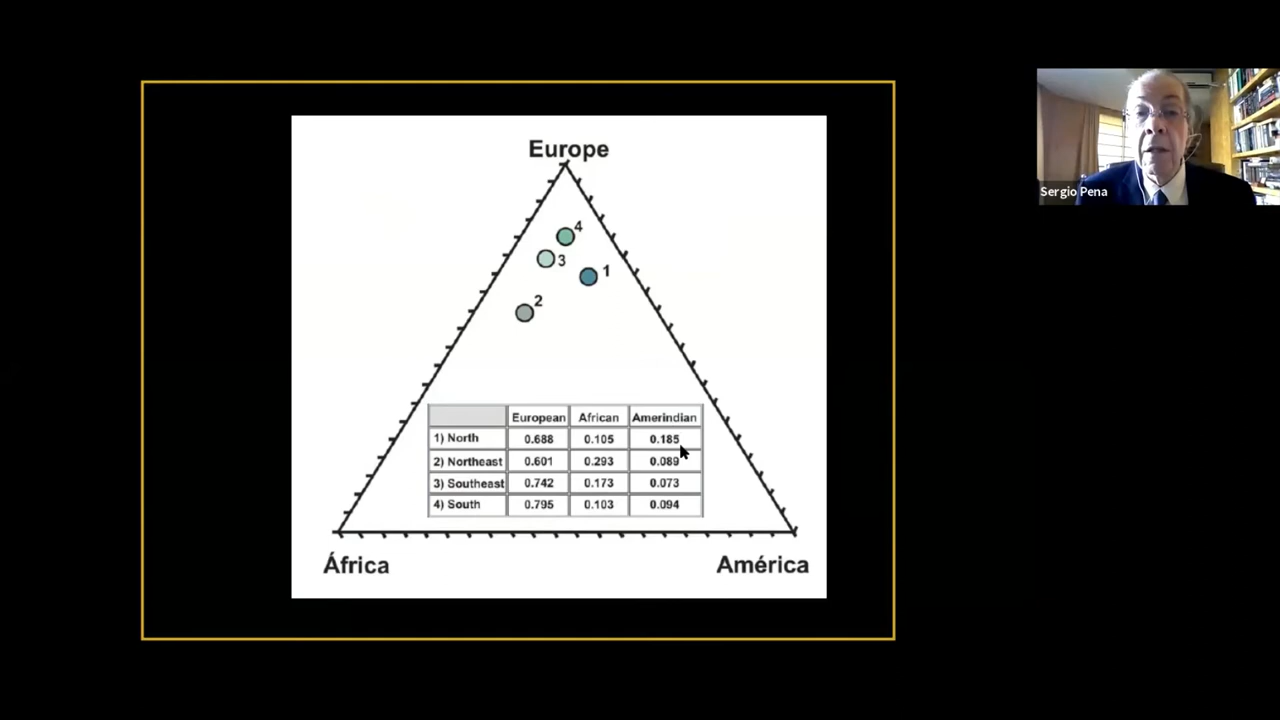 Europe
4
3
1
2
European African Amerindian
1) North 0.688 0.105 0.185
2) Northeast 0.601 0.293 0.089
3) Southeast 0.742 0.173 0.073
4) South 0.795 0.103 0.094
África América
Sergio Pena